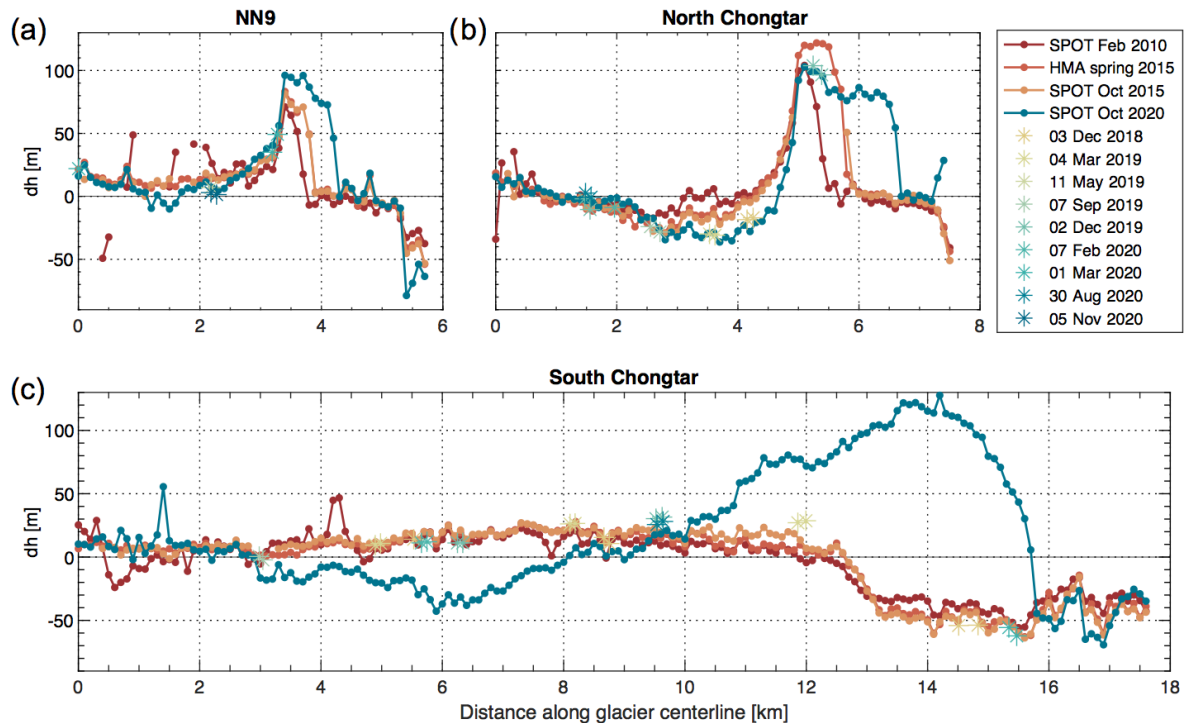 (a)
NN9
dh [m]
100
50
0
-50
0
2
4
6
(b)
North Chongtar
0
2
4
6
8
SPOT Feb 2010
HMA spring 2015
SPOT Oct 2015
SPOT Oct 2020
03 Dec 2018
04 Mar 2019
11 May 2019
07 Sep 2019
02 Dec 2019
07 Feb 2020
01 Mar 2020
30 Aug 2020
05 Nov 2020
(c)
South Chongtar
dh [m]
100
50
0
-50
0
2
4
6
8
10
12
14
16
18
Distance along glacier centerline [km]